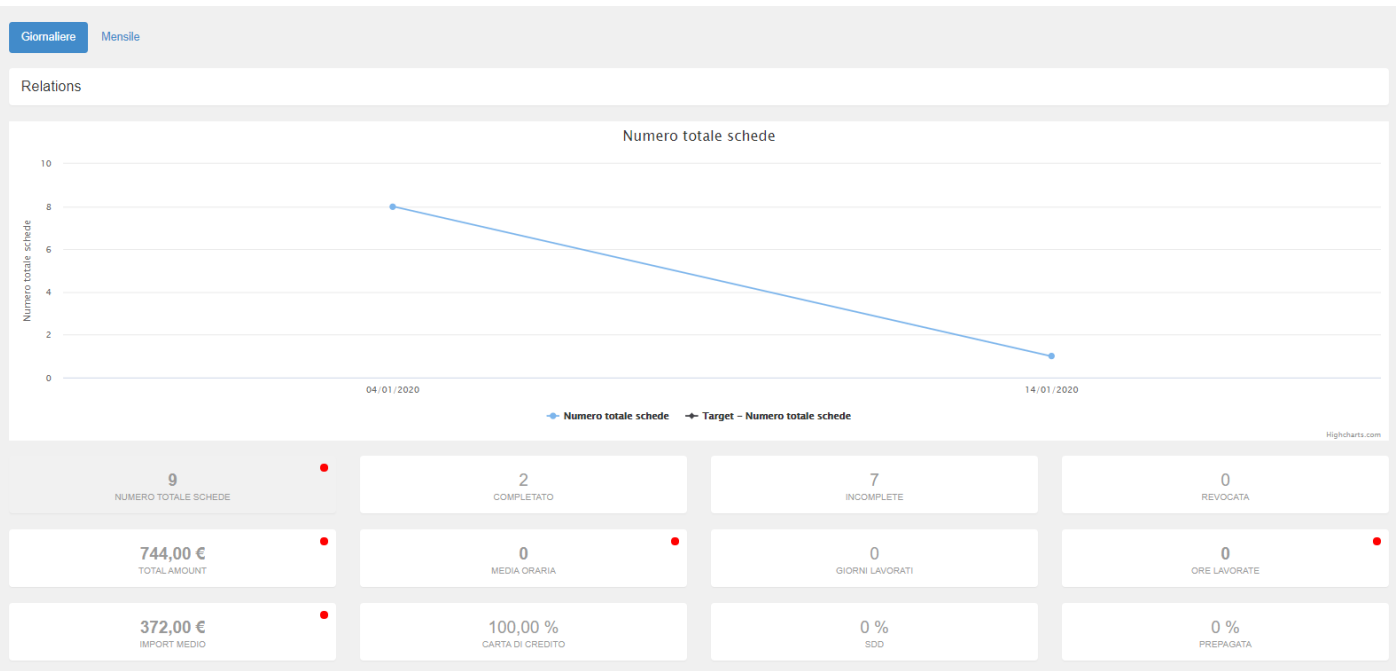 Giornaliere Mensile
Relations
Numero totale schede
10
8
6
4
2
0
Numero totale schede
04/01/2020 14/01/2020
Numero totale schede Target - Numero totale schede
Highcharts.com
9
NUMERO TOTALE SCHEDE
2
COMPLETATO
7
INCOMPLETE
0
REVOCATA
744,00 €
TOTAL AMOUNT
0
MEDIA ORARIA
0
GIORNI LAVORATI
0
ORE LAVORATE
372,00 €
IMPORT MEDIO
100,00 %
CARTA DI CREDITO
0 %
SDD
0 %
PREPAGATA